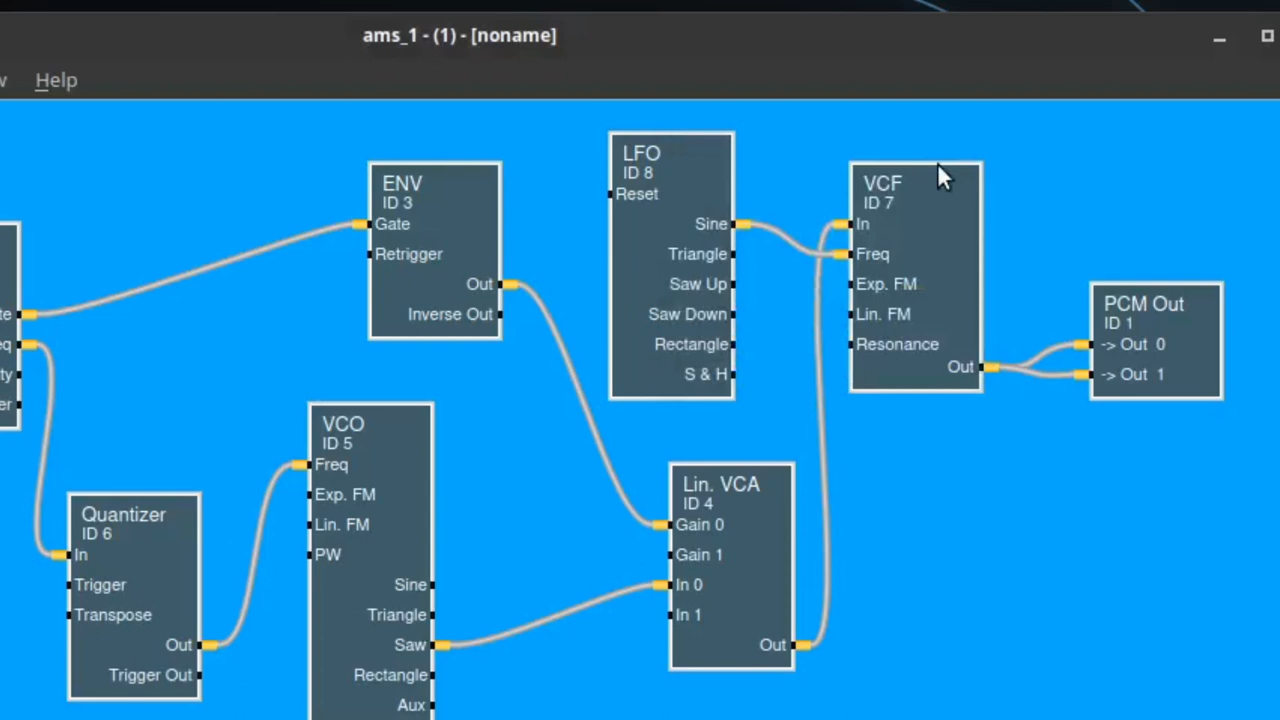 ams_1 - (1) - [noname]
w Help
te
eq
ty
er
ENV
ID 3
Gate
Retrigger
Out
Inverse Out
LFO
ID 8
Reset
Sine
Triangle
Saw Up
Saw Down
Rectangle
S & H
VCF
ID 7
In
Freq
Exp. FM
Lin. FM
Resonance
Out
PCM Out
ID 1
-> Out 0
-> Out 1
Quantizer
ID 6
In
Trigger
Transpose
Out
Trigger Out
VCO
ID 5
Freq
Exp. FM
Lin. FM
PW
Sine
Triangle
Saw
Rectangle
Aux
Lin. VCA
ID 4
Gain 0
Gain 1
In 0
In 1
Out